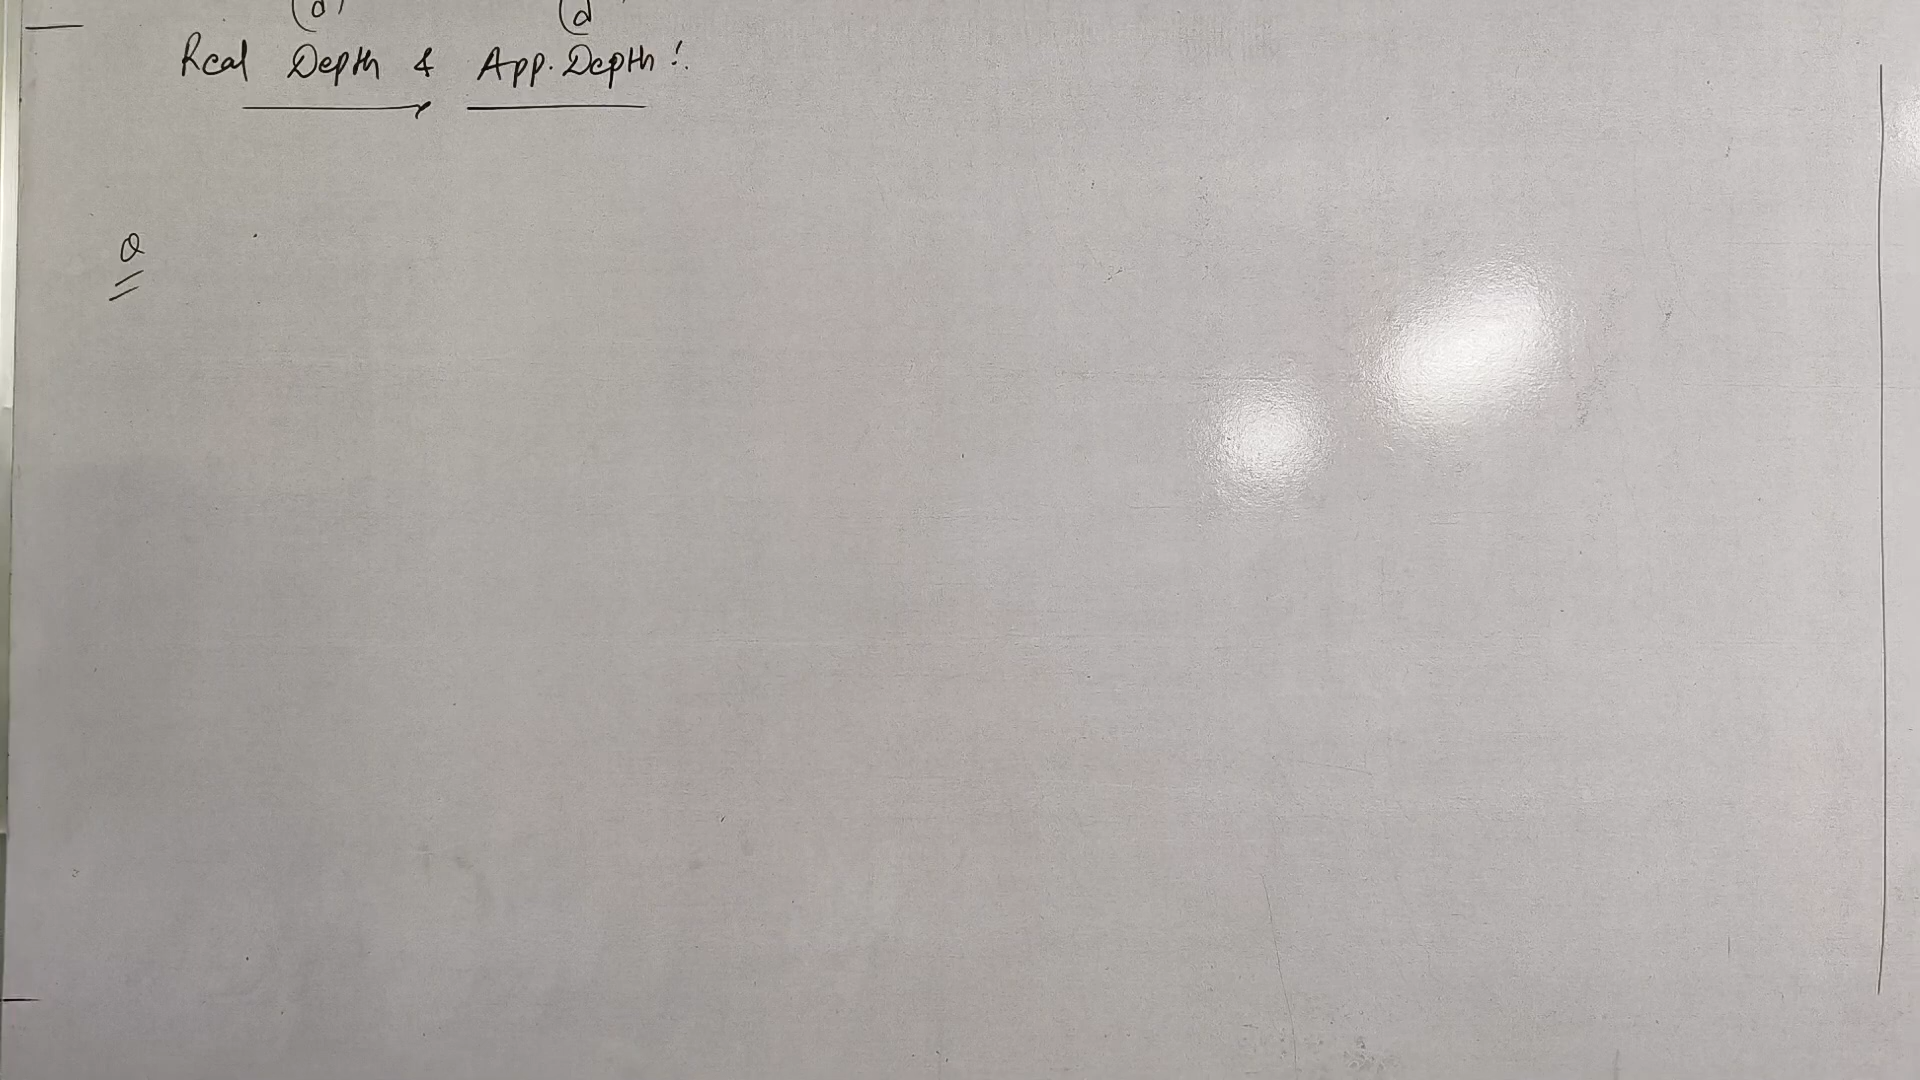 (d) (d
Real Depth & App. Depth :
Q